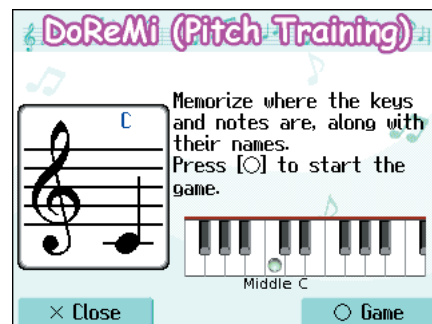 DoReMi (Pitch Training)
C
Memorize where the keys
and notes are, along with
their names.
Press [○] to start the
game.
Middle C
× Close
○ Game